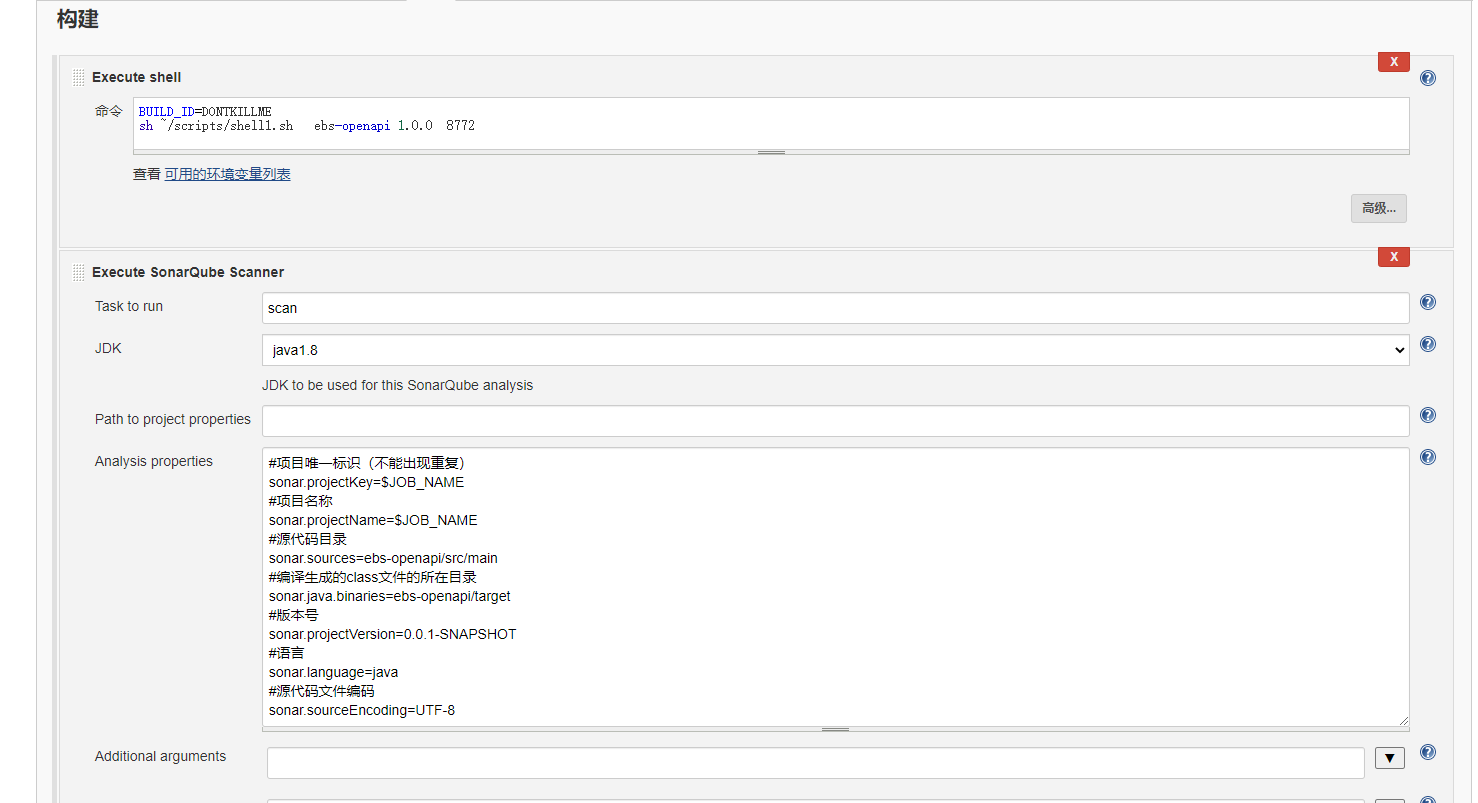 构建
X
Execute shell
命令
BUILD_ID=DONTKILLME
sh ~/scripts/shell1.sh ebs-openapi 1.0.0 8772
查看 可用的环境变量列表
高级...
X
Execute SonarQube Scanner
Task to run
scan
JDK
java1.8
JDK to be used for this SonarQube analysis
Path to project properties
Analysis properties
#项目唯一标识（不能出现重复）
sonar.projectKey=$JOB_NAME
#项目名称
sonar.projectName=$JOB_NAME
#源代码目录
sonar.sources=ebs-openapi/src/main
#编译生成的class文件的所在目录
sonar.java.binaries=ebs-openapi/target
#版本号
sonar.projectVersion=0.0.1-SNAPSHOT
#语言
sonar.language=java
#源代码文件编码
sonar.sourceEncoding=UTF-8
Additional arguments